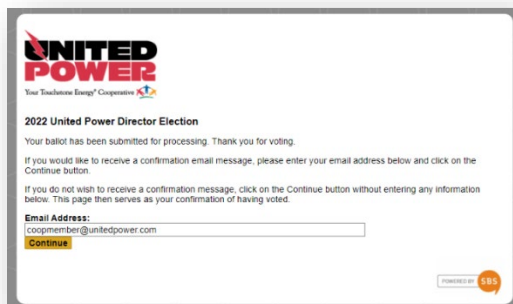 UNITED
POWER
Your Touchstone Energy® Cooperative
2022 United Power Director Election
Your ballot has been submitted for processing. Thank you for voting.
If you would like to receive a confirmation email message, please enter your email address below and click on the
Continue button.
If you do not wish to receive a confirmation message, click on the Continue button without entering any information
below. This page then serves as your confirmation of having voted.
Email Address:
coopmember@unitedpower.com
Continue
POWERED BY SBS